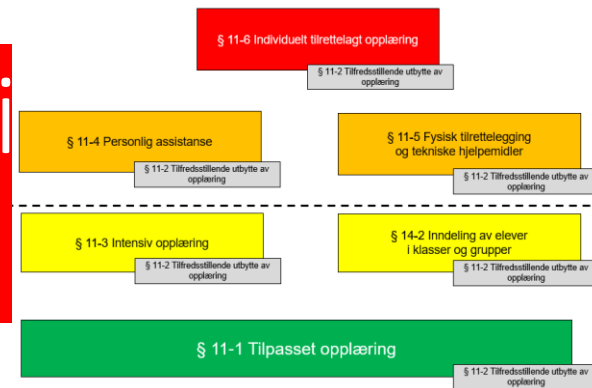 § 11-6 Individuelt tilrettelagt opplæring
§ 11-2 Tilfredsstillende utbytte av
opplæring
§ 11-4 Personlig assistanse
§ 11-2 Tilfredsstillende utbytte av
opplæring
§ 11-5 Fysisk tilrettelegging
og tekniske hjelpemidler
§ 11-2 Tilfredsstillende utbytte av
opplæring
§ 11-3 Intensiv opplæring
§ 11-2 Tilfredsstillende utbytte av
opplæring
§ 14-2 Inndeling av elever
i klasser og grupper
§ 11-2 Tilfredsstillende utbytte av
opplæring
§ 11-1 Tilpasset opplæring
§ 11-2 Tilfredsstillende utbytte av
opplæring